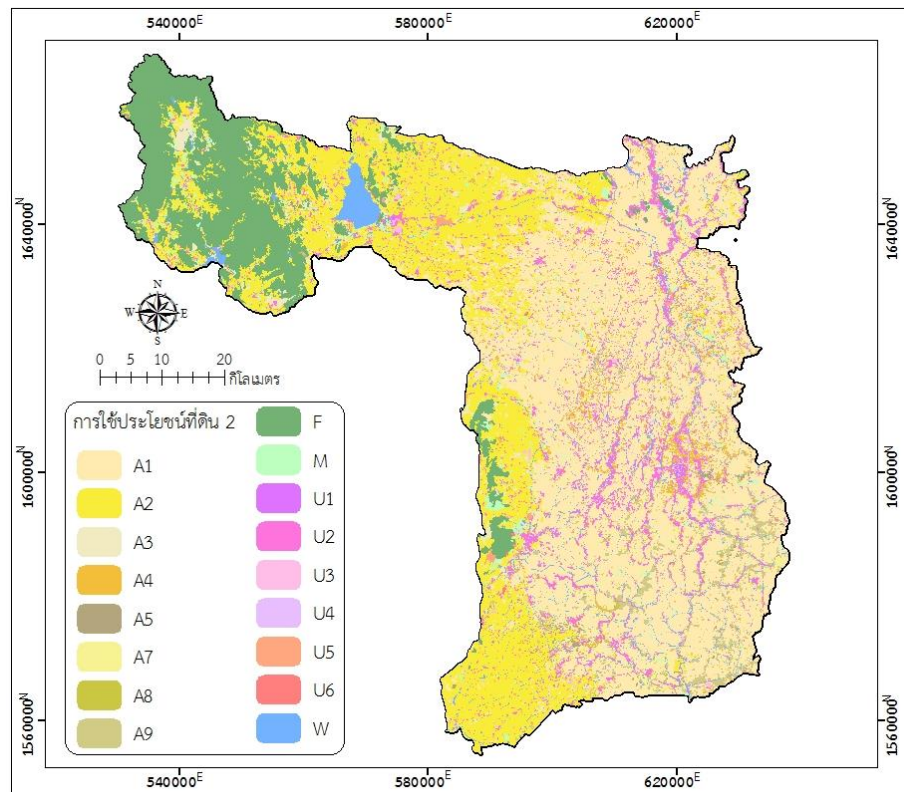 540000E 580000E 620000E
1640000N 1640000N
N
W E
S
0 5 10 20
กิโลเมตร
การใช้ประโยชน์ที่ดิน 2
A1
A2
A3
A4
A5
A7
A8
A9
F
M
U1
U2
U3
U4
U5
U6
W
1600000N 1600000N
1560000N 1560000N
540000E 580000E 620000E